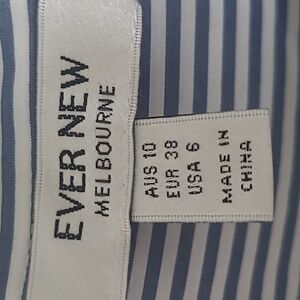 EVER NEW
MELBOURNE
AUS 10
EUR 38
USA 6
MADE IN
CHINA